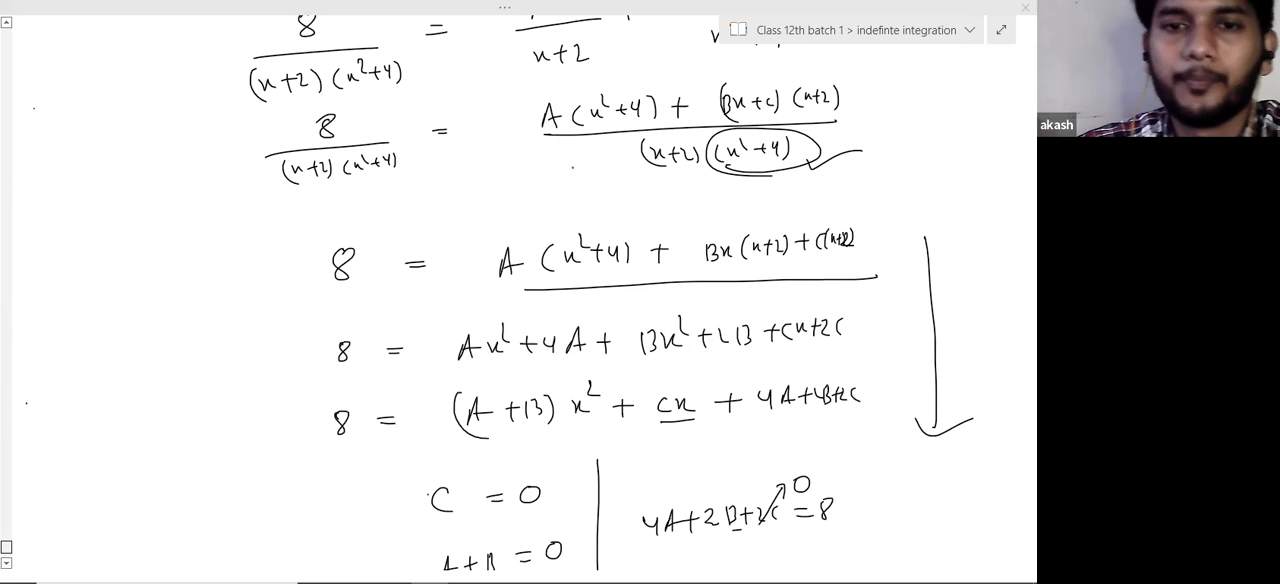 Class 12th batch 1 > indefinte integration
8/((x+2)(x²+4)) = /(x+2)
8/((x+2)(x²+4)) = (A(x²+4) + (Bx+c)(x+2))/((x+2)(x²+4))
akash
8 = A(x²+4) + Bx(x+2) + C(x+2)
8 = Ax² + 4A + Bx² + 2B + Cx + 2C
8 = (A+B)x² + cx + 4A+2B+2C
C = 0
4A+2B+2C = 8
0
A+B = 0